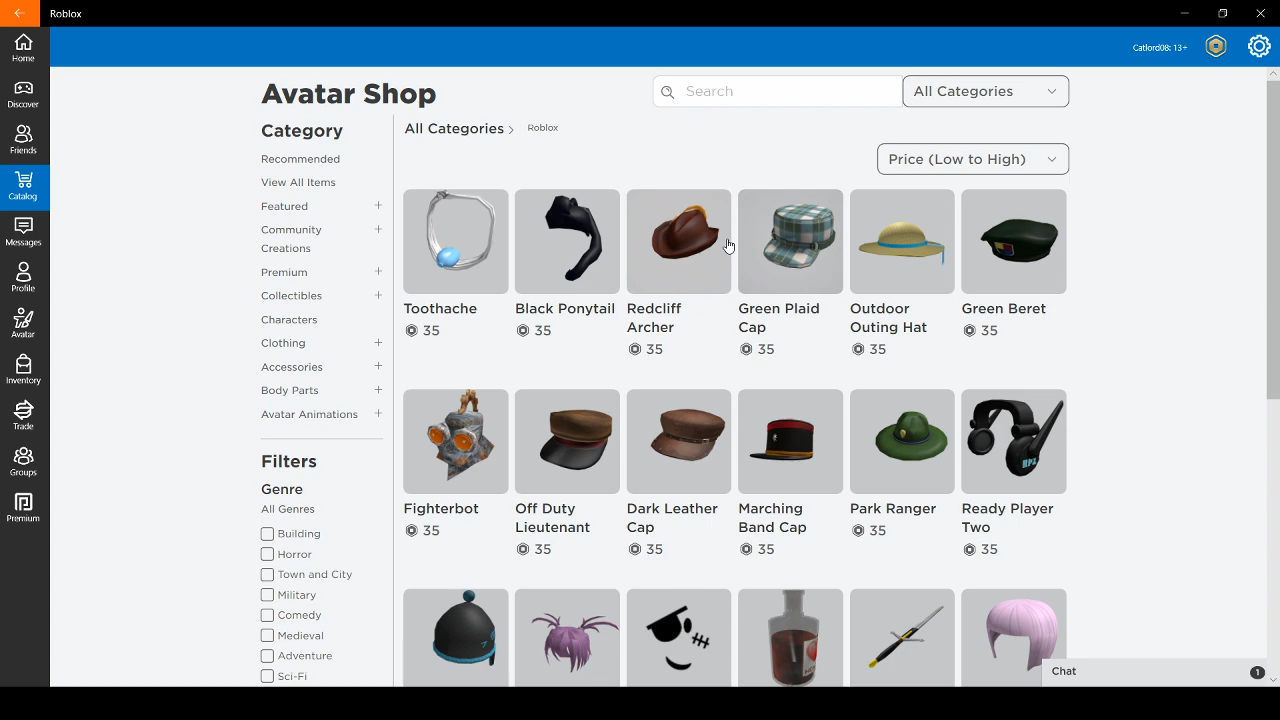 Roblox
Catlord08: 13+
Home
Discover
Friends
Catalog
Messages
Profile
Avatar
Inventory
Trade
Groups
Premium
Avatar Shop
Search
All Categories
Category
Recommended
View All Items
Featured +
Community +
Creations
Premium +
Collectibles +
Characters
Clothing +
Accessories +
Body Parts +
Avatar Animations +
Filters
Genre
All Genres
Building
Horror
Town and City
Military
Comedy
Medieval
Adventure
Sci-Fi
All Categories > Roblox
Price (Low to High)
Toothache
35
Black Ponytail
35
Redcliff
Archer
35
Green Plaid
Cap
35
Outdoor
Outing Hat
35
Green Beret
35
Fighterbot
35
Off Duty
Lieutenant
35
Dark Leather
Cap
35
Marching
Band Cap
35
Park Ranger
35
Ready Player
Two
35
Chat 1